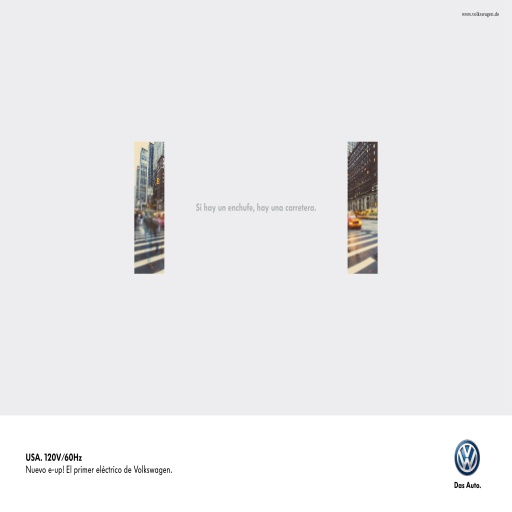 www.volkswagen.de
Si hay un enchufe, hay una carretera.
USA. 120V/60Hz
Nuevo e-up! El primer eléctrico de Volkswagen.
Das Auto.